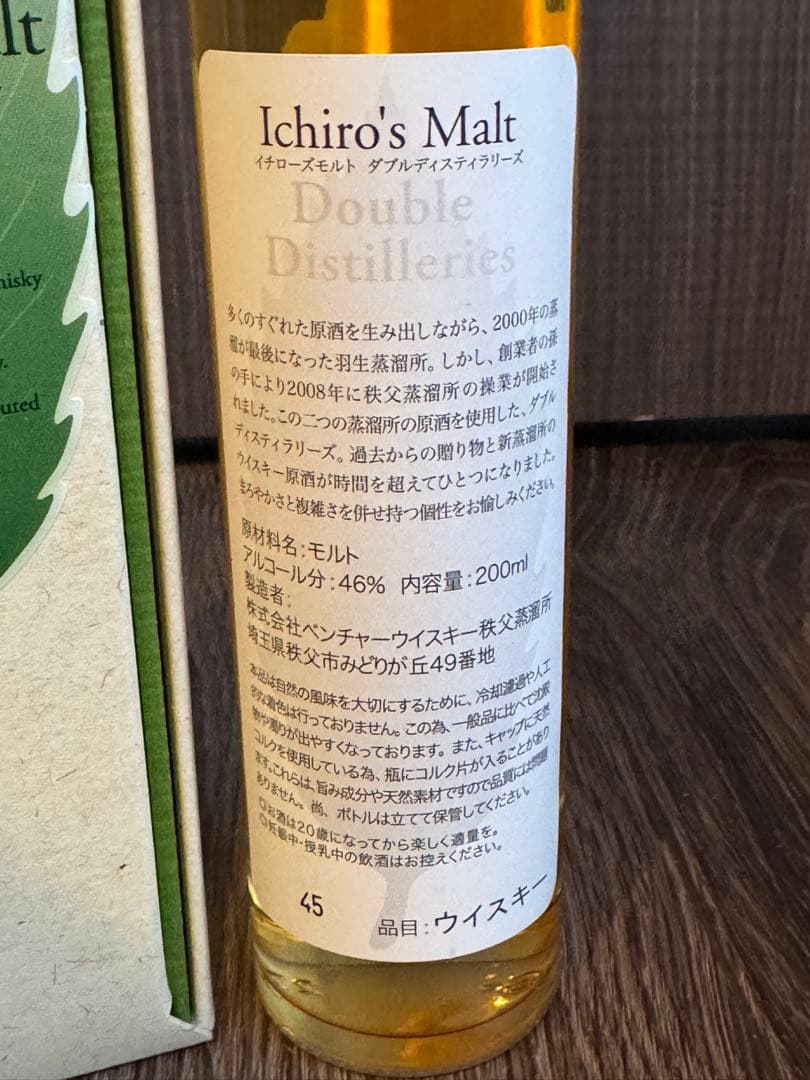 lt
hisky
y.
ured
Ichiro's Malt
イチローズモルト ダブルディスティラリーズ
Double
Distilleries
多くのすぐれた原酒を生み出しながら、2000年の蒸
溜が最後になった羽生蒸溜所。しかし、創業者の孫
の手により2008年に秩父蒸溜所の操業が開始さ
れました。この二つの蒸溜所の原酒を使用した、ダブル
ディスティラリーズ。過去からの贈り物と新蒸溜所の
ウイスキー原酒が時間を超えてひとつになりました。
まろやかさと複雑さを併せ持つ個性をお愉しみください。
原材料名:モルト
アルコール分:46% 内容量:200ml
製造者:
株式会社ベンチャーウイスキー秩父蒸溜所
埼玉県秩父市みどりが丘49番地
本品は自然の風味を大切にするために、冷却濾過や人工
的な着色は行っておりません。この為、一般品に比べて沈殿
物や濁りが出やすくなっております。また、キャップに天然
コルクを使用している為、瓶にコルク片が入ることがあり
ます。これらは、旨み成分や天然素材ですので品質には問題
ありません。尚、ボトルは立てて保管してください。
◎お酒は20歳になってから楽しく適量を。
◎妊娠中・授乳中の飲酒はお控えください。
45
品目:ウイスキー